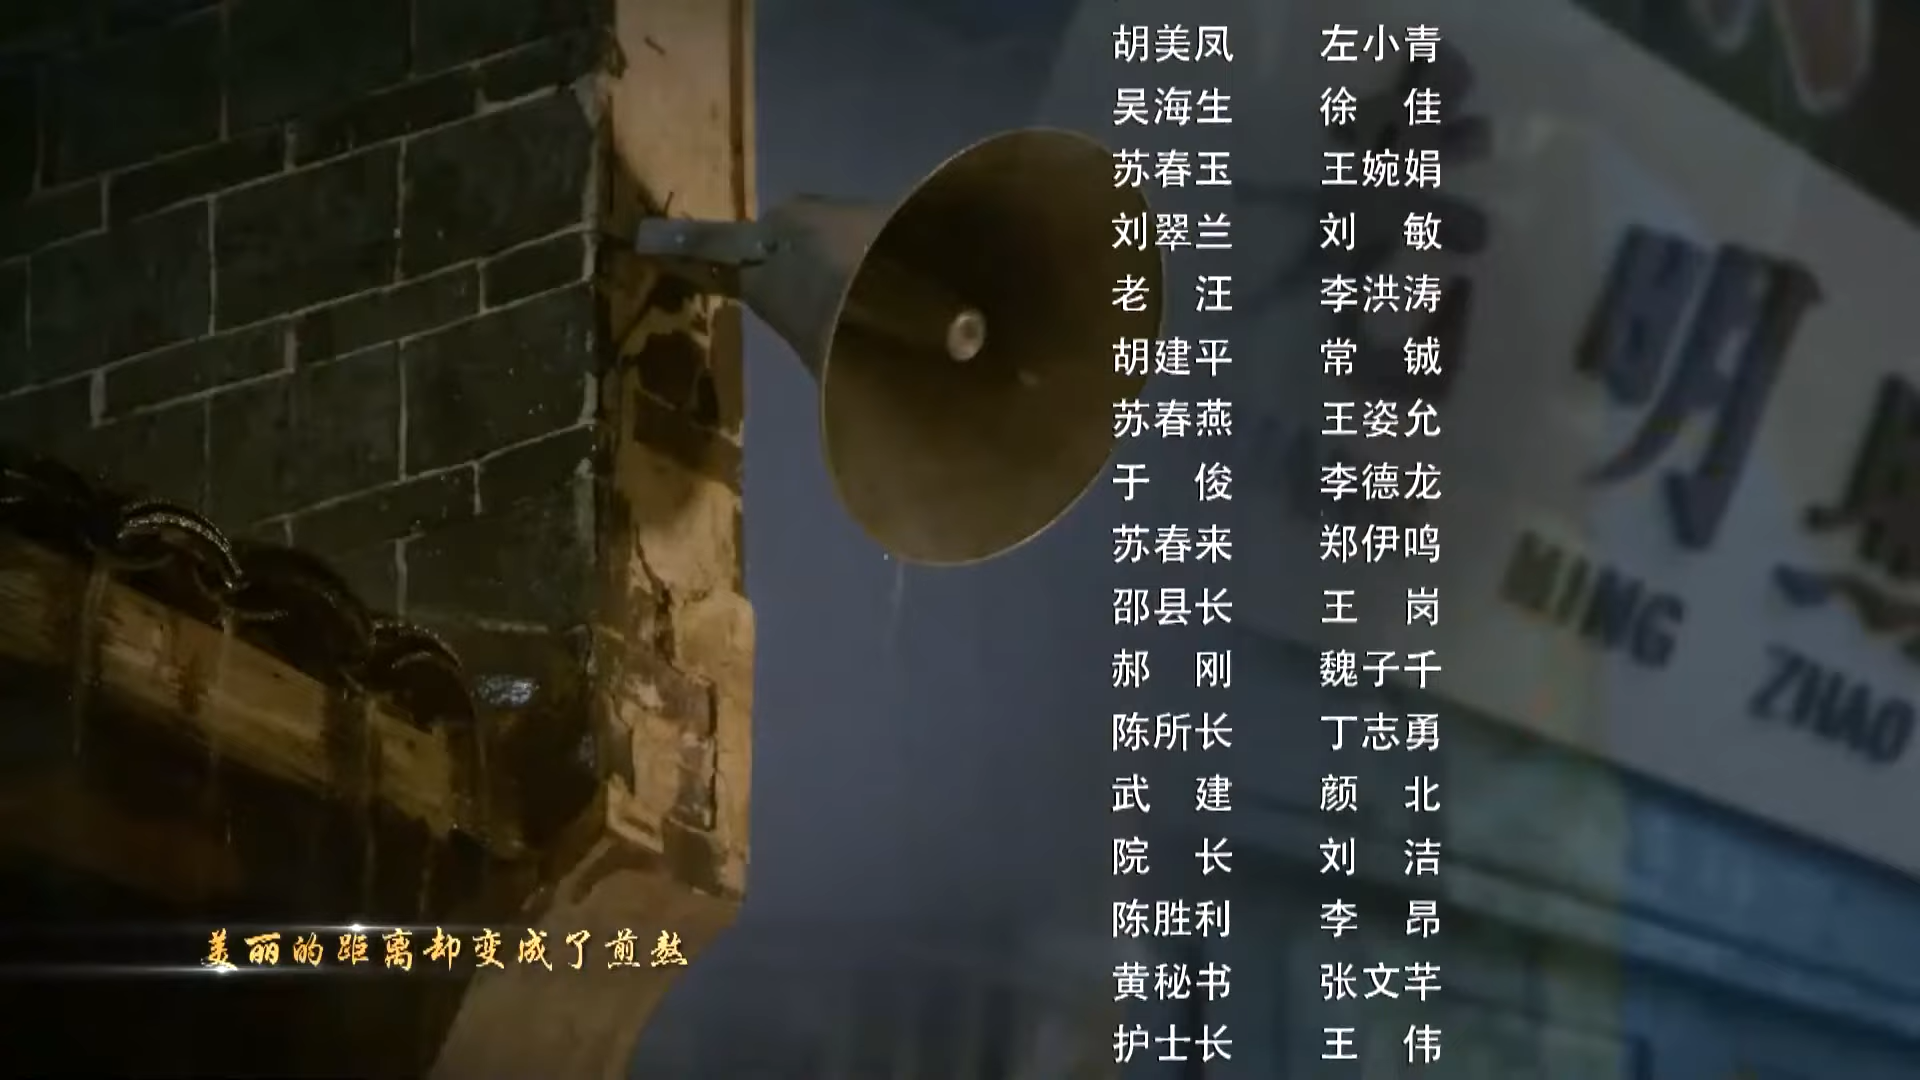 胡美凤 左小青
吴海生 徐 佳
苏春玉 王婉娟
刘翠兰 刘 敏
老 汪 李洪涛
胡建平 常 铖
苏春燕 王姿允
于 俊 李德龙
苏春来 郑伊鸣
邵县长 王 岗
郝 刚 魏子千
陈所长 丁志勇
武 建 颜 北
院 长 刘 洁
陈胜利 李 昂
黄秘书 张文芊
护士长 王 伟
明
MING ZHAO
美丽的距离却变成了煎熬